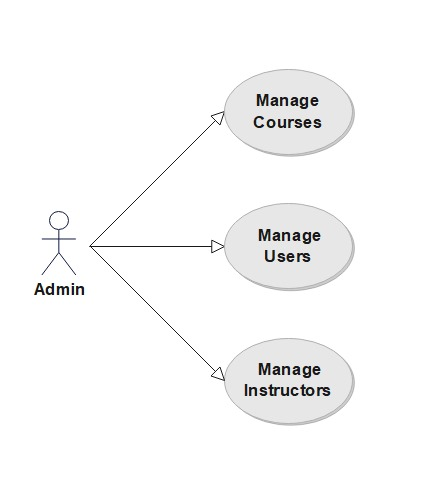 Manage
Courses
Manage
Users
Admin
Manage
Instructors